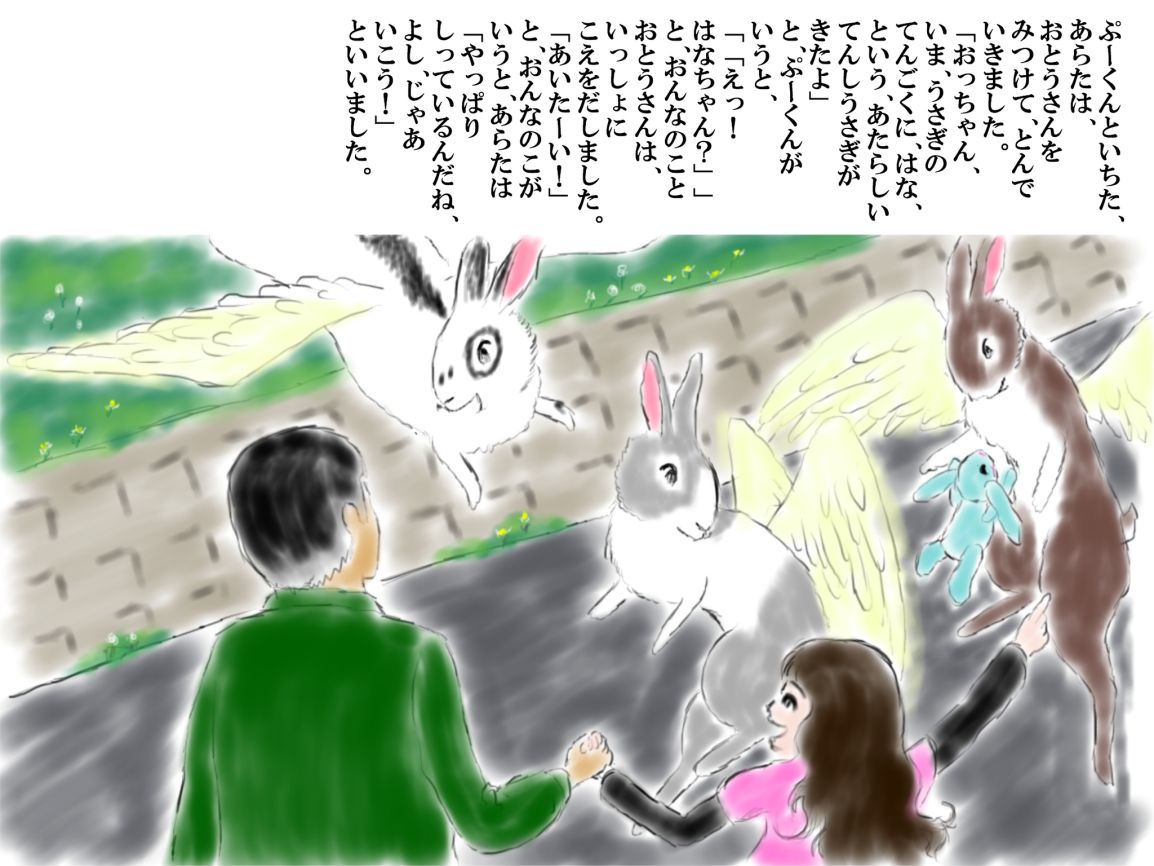 ぷーくんといちた、
あらたは、
おとうさんを
みつけて、とんで
いきました。
「おっちゃん、
いま、うさぎの
てんごくに、はな、
という、あたらしい
てんしうさぎが
きたよ」
と、ぷーくんが
いうと、
「「えっ！
はなちゃん？」」
と、おんなのこと
おとうさんは、
いっしょに
こえをだしました。
「あいた～い！」
と、おんなのこが
いうと、あらたは
「やっぱり
しっているんだね、
よし、じゃあ
いこう！」
といいました。